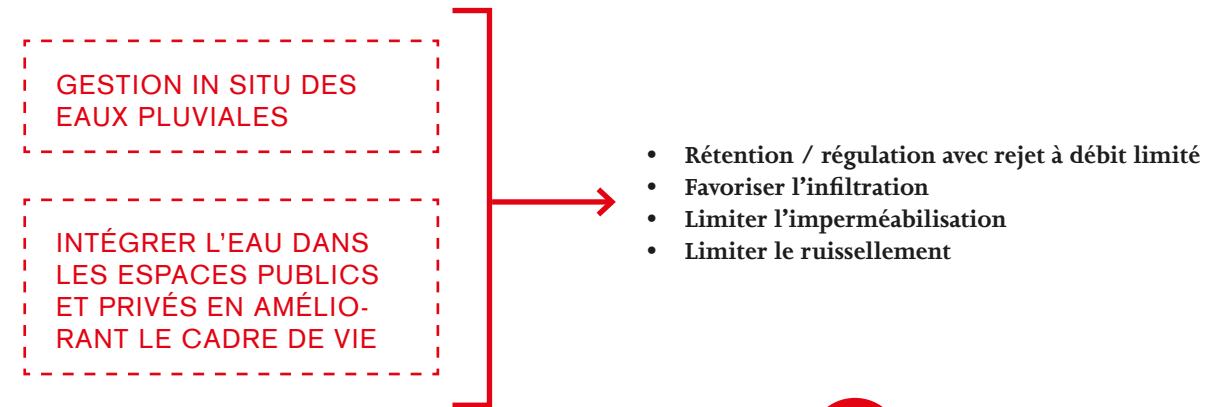 GESTION IN SITU DES
EAUX PLUVIALES
INTÉGRER L'EAU DANS
LES ESPACES PUBLICS
ET PRIVÉS EN AMÉLIO-
RANT LE CADRE DE VIE
• Rétention / régulation avec rejet à débit limité
• Favoriser l'infiltration
• Limiter l'imperméabilisation
• Limiter le ruissellement